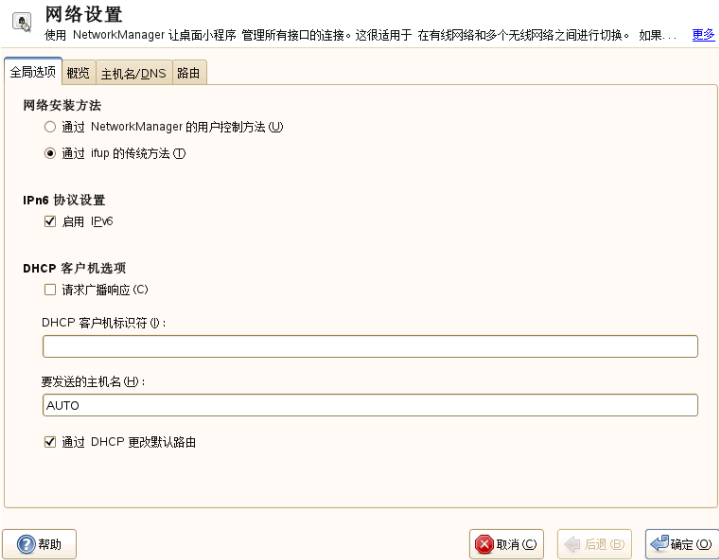 网络设置
使用 NetworkManager 让桌面小程序 管理所有接口的连接。这很适用于 在有线网络和多个无线网络之间进行切换。 如果... 更多
全局选项 概览 主机名/DNS 路由
网络安装方法
通过 NetworkManager 的用户控制方法(U)
通过 ifup 的传统方法(T)
IPn6 协议设置
启用 IPv6
DHCP 客户机选项
请求广播响应(C)
DHCP 客户机标识符(I):
要发送的主机名(H):
AUTO
通过 DHCP 更改默认路由
帮助 取消(C) 后退(B) 确定(O)